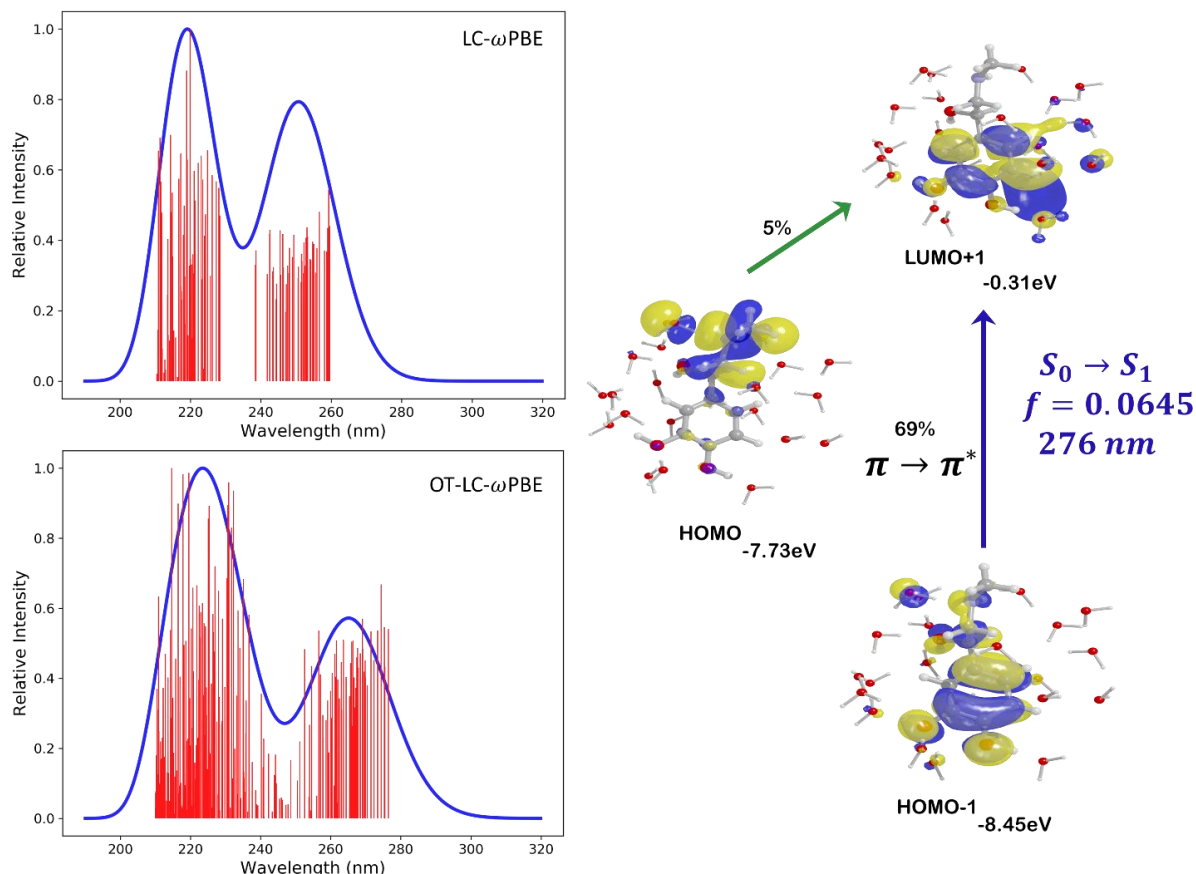 LC-ωPBE
Relative Intensity
1.0
0.8
0.6
0.4
0.2
0.0
200 220 240 260 280 300 320
Wavelength (nm)
OT-LC-ωPBE
Relative Intensity
1.0
0.8
0.6
0.4
0.2
0.0
200 220 240 260 280 300 320
Wavelength (nm)
5%
LUMO+1
-0.31eV
HOMO
-7.73eV
69%
π → π*
S₀ → S₁
f = 0.0645
276 nm
HOMO-1
-8.45eV